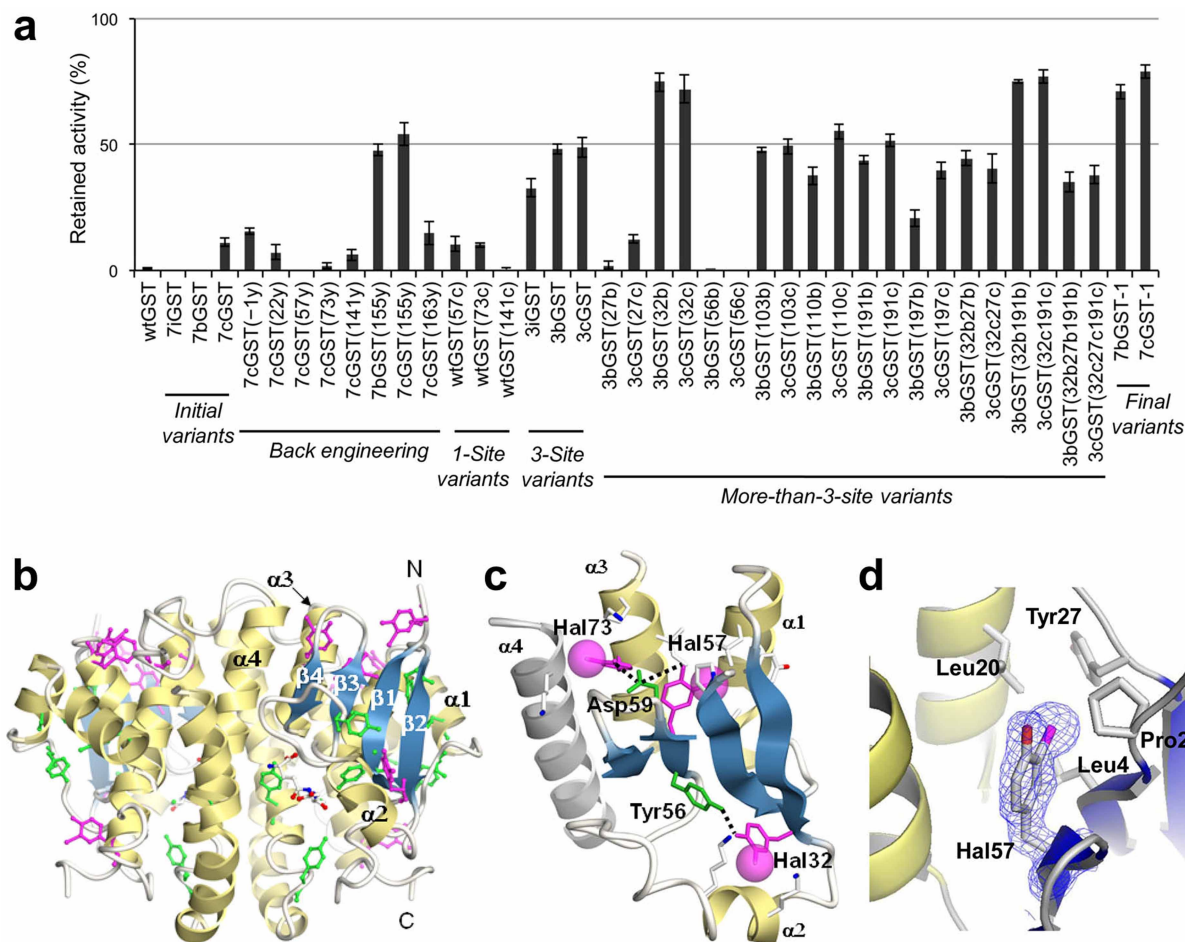 a
Retained activity (%)
100
50
0
wtGST
7iGST
7bGST
7cGST
7cGST(−1y)
7cGST(22y)
7cGST(57y)
7cGST(73y)
7cGST(141y)
7bGST(155y)
7cGST(155y)
7cGST(163y)
wtGST(57c)
wtGST(73c)
wtGST(141c)
3iGST
3bGST
3cGST
3bGST(27b)
3cGST(27c)
3bGST(32b)
3cGST(32c)
3bGST(56b)
3cGST(56c)
3bGST(103b)
3cGST(103c)
3bGST(110b)
3cGST(110c)
3bGST(191b)
3cGST(191c)
3bGST(197b)
3cGST(197c)
3bGST(32b27b)
3cGST(32c27c)
3bGST(32b191b)
3cGST(32c191c)
3bGST(32b27b191b)
3cGST(32c27c191c)
7bGST-1
7cGST-1
Initial
variants
Back engineering
1-Site
variants
3-Site
variants
More-than-3-site variants
Final
variants
b
α3
N
α4
β4
β3
β1
β2
α1
α2
C
c
α3
α1
α4
Hal73
Hal57
Asp59
Tyr56
Hal32
α2
d
Tyr27
Leu20
Pro2
Leu4
Hal57